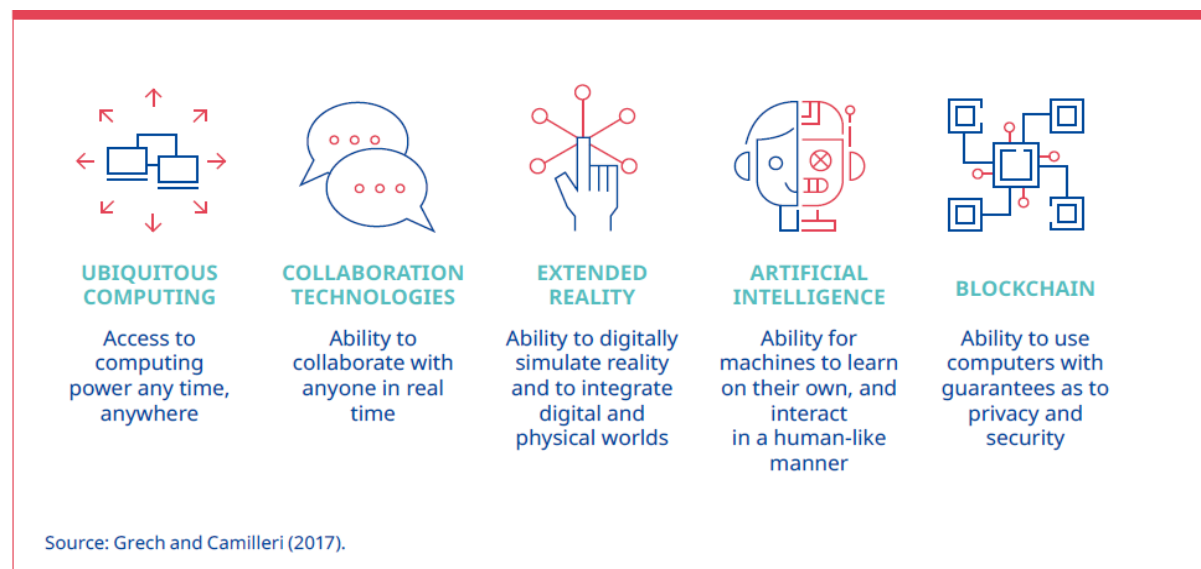 UBIQUITOUS
COMPUTING
Access to
computing
power any time,
anywhere
COLLABORATION
TECHNOLOGIES
Ability to
collaborate with
anyone in real
time
EXTENDED
REALITY
Ability to digitally
simulate reality
and to integrate
digital and
physical worlds
ARTIFICIAL
INTELLIGENCE
Ability for
machines to learn
on their own, and
interact
in a human-like
manner
BLOCKCHAIN
Ability to use
computers with
guarantees as to
privacy and
security
Source: Grech and Camilleri (2017).